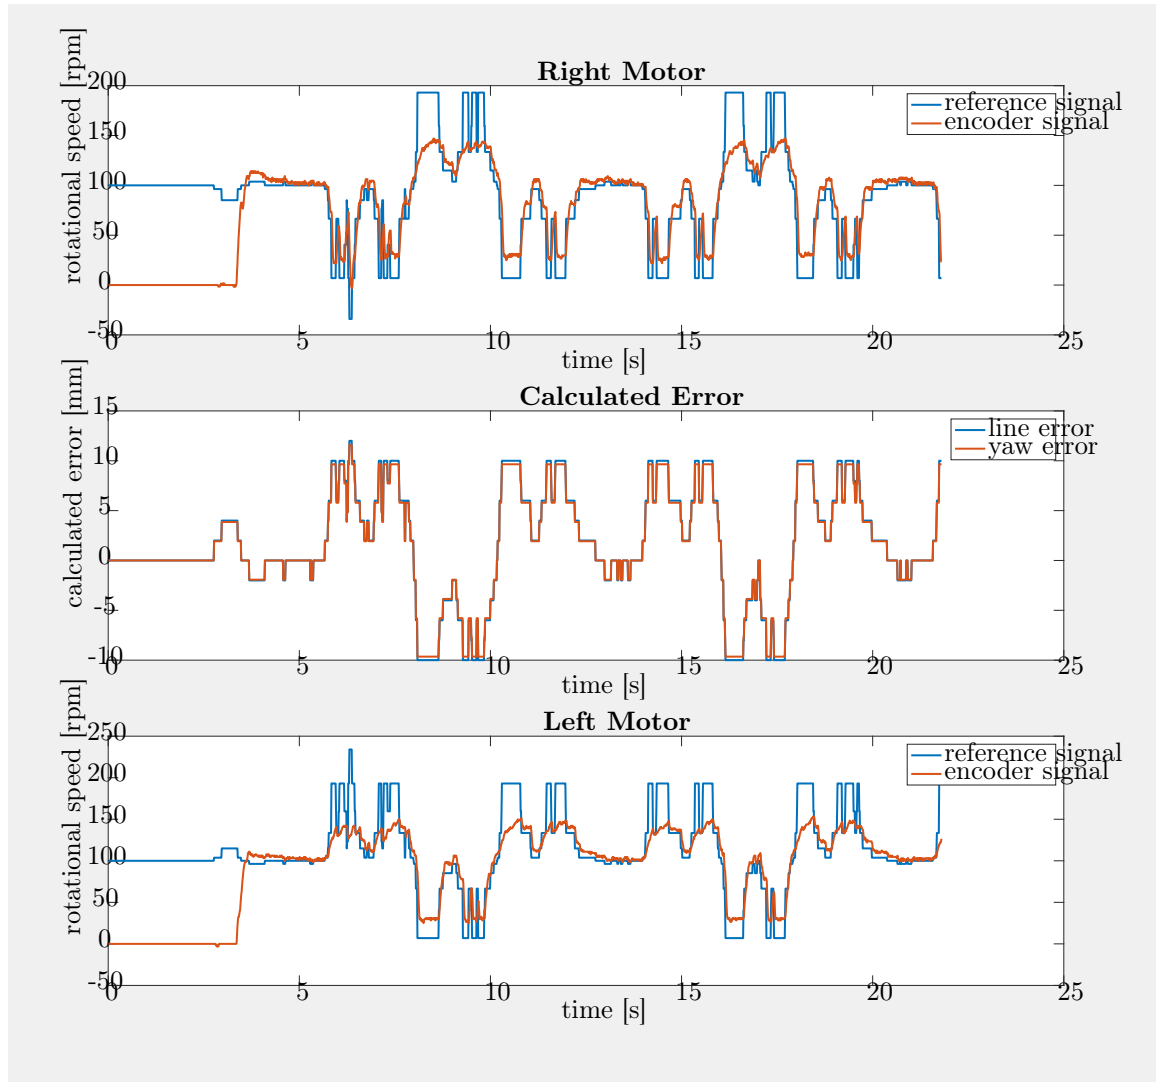 Right Motor
rotational speed [rpm]
200
150
100
50
0
-50
reference signal
encoder signal
0 5 10 15 20 25
time [s]
Calculated Error
calculated error [mm]
15
10
5
0
-5
-10
line error
yaw error
0 5 10 15 20 25
time [s]
Left Motor
rotational speed [rpm]
250
200
150
100
50
0
-50
reference signal
encoder signal
0 5 10 15 20 25
time [s]